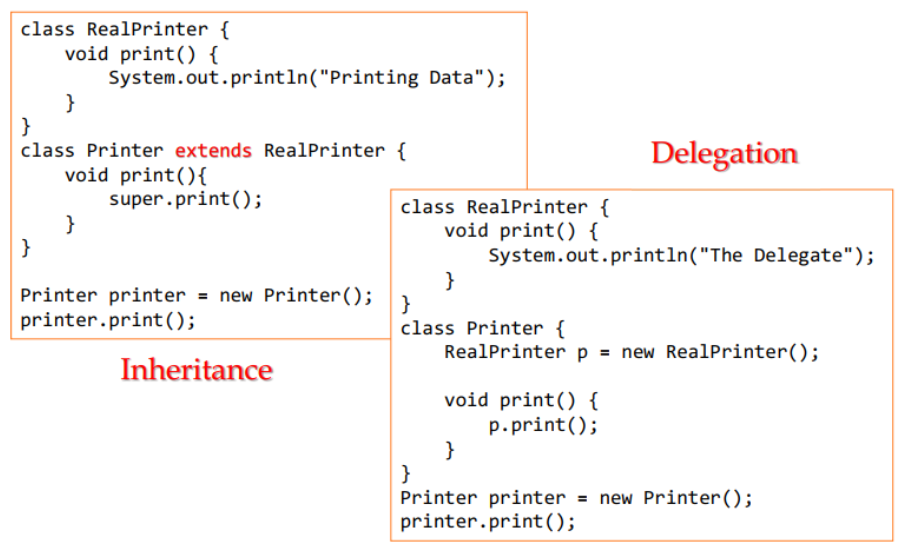 class RealPrinter {
    void print() {
        System.out.println("Printing Data");
    }
}
class Printer extends RealPrinter {
    void print(){
        super.print();
    }
}

Printer printer = new Printer();
printer.print();
Inheritance
Delegation
class RealPrinter {
    void print() {
        System.out.println("The Delegate");
    }
}
class Printer {
    RealPrinter p = new RealPrinter();

    void print() {
        p.print();
    }
}
Printer printer = new Printer();
printer.print();